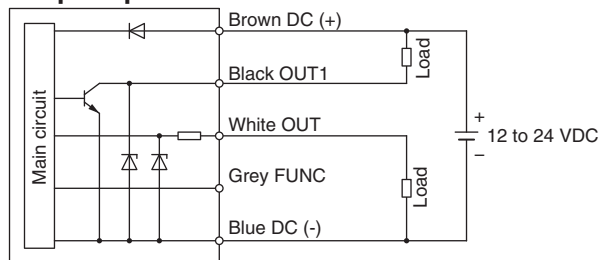 Brown DC (+)
Load
Black OUT1
Main circuit
White OUT
+
12 to 24 VDC
−
Grey FUNC
Load
Blue DC (-)